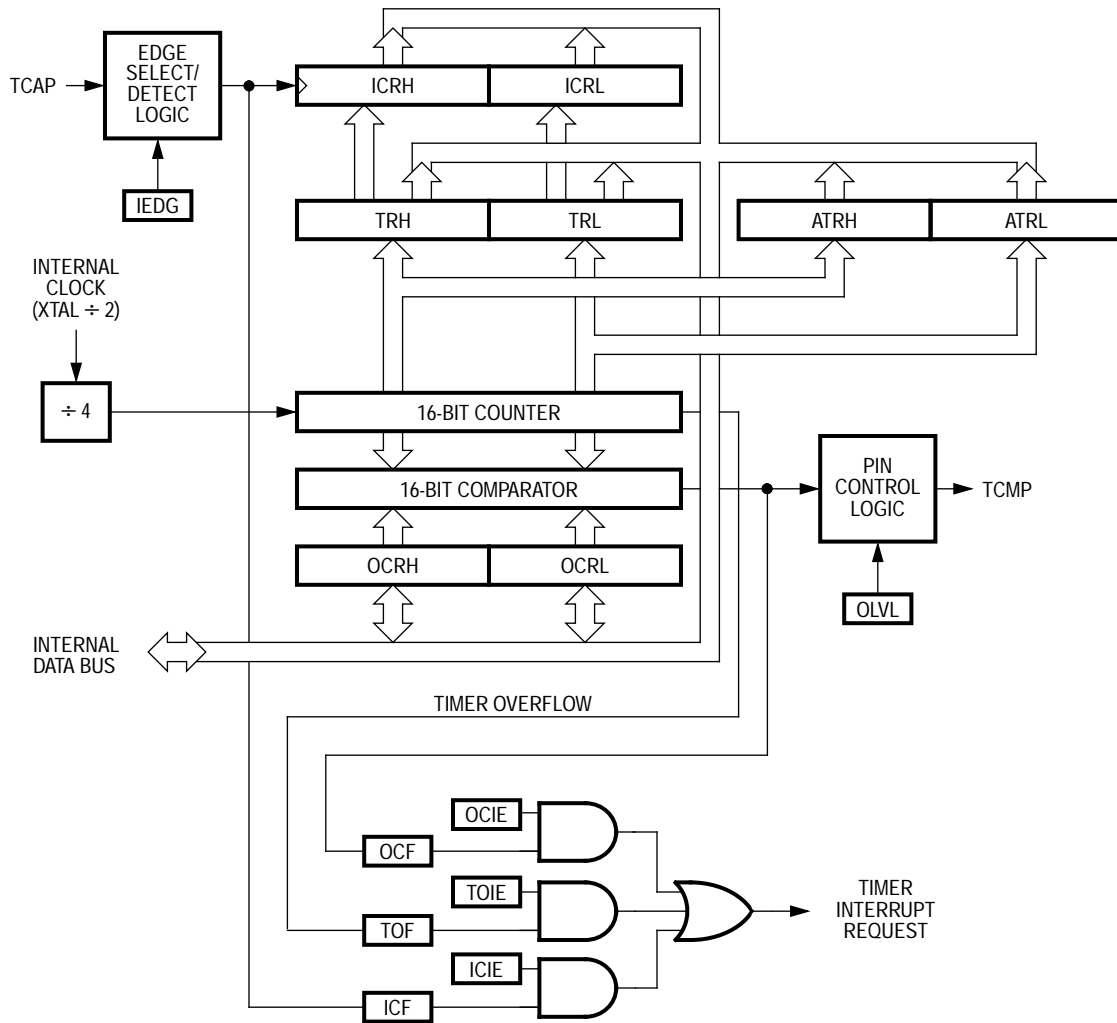 EDGE
SELECT/
DETECT
LOGIC
TCAP
IEDG
ICRH
ICRL
TRH
TRL
ATRH
ATRL
INTERNAL
CLOCK
(XTAL ÷ 2)
÷ 4
16-BIT COUNTER
16-BIT COMPARATOR
PIN
CONTROL
LOGIC
TCMP
OCRH
OCRL
OLVL
INTERNAL
DATA BUS
TIMER OVERFLOW
OCIE
OCF
TOIE
TOF
ICIE
ICF
TIMER
INTERRUPT
REQUEST